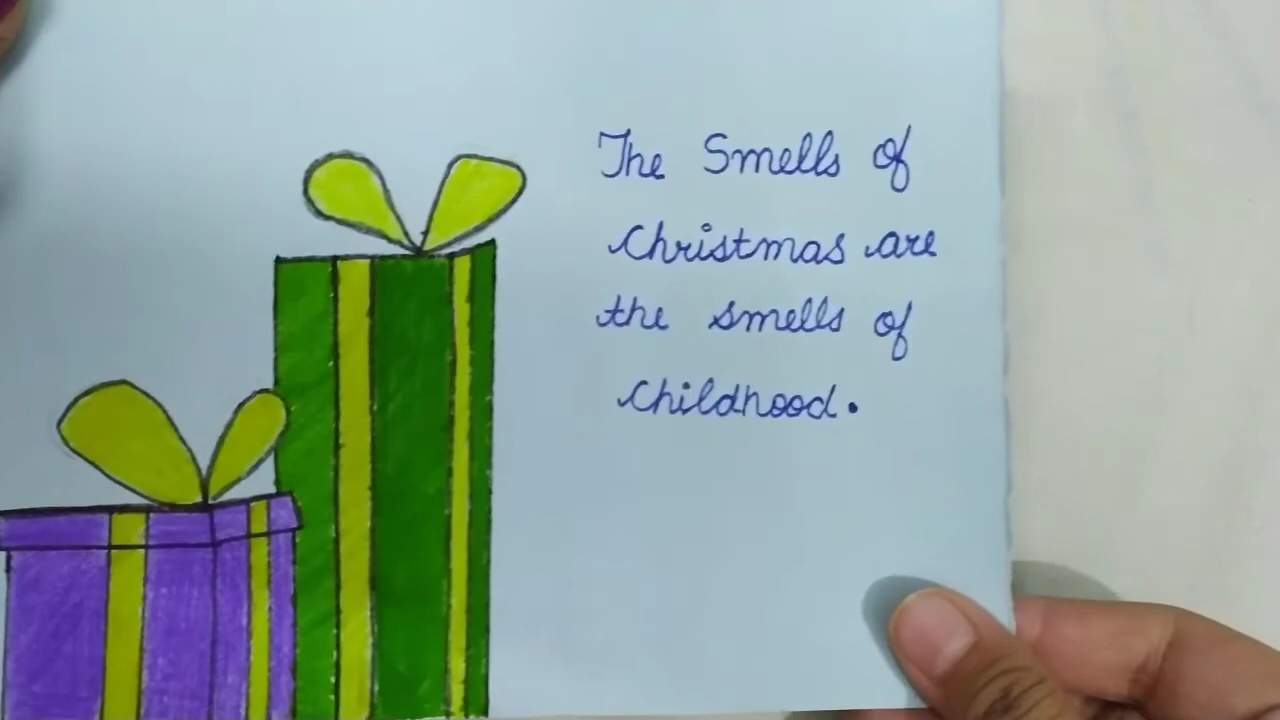 The Smells of
Christmas are
the smells of
Childhood.